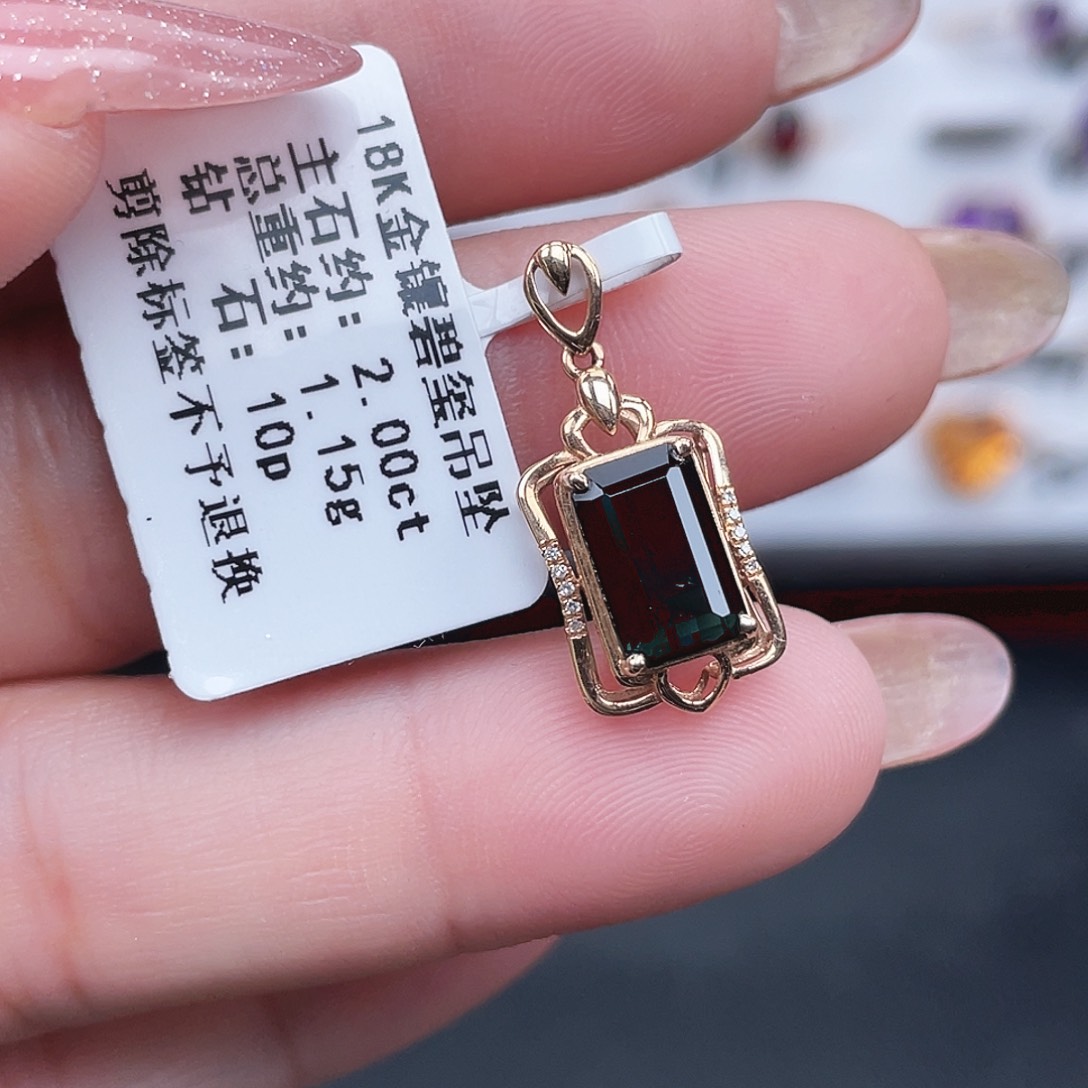 18K金镶碧玺吊坠
主石约: 2.00ct
总重约: 1.15g
钻 石: 10p
剪除标签不予退换